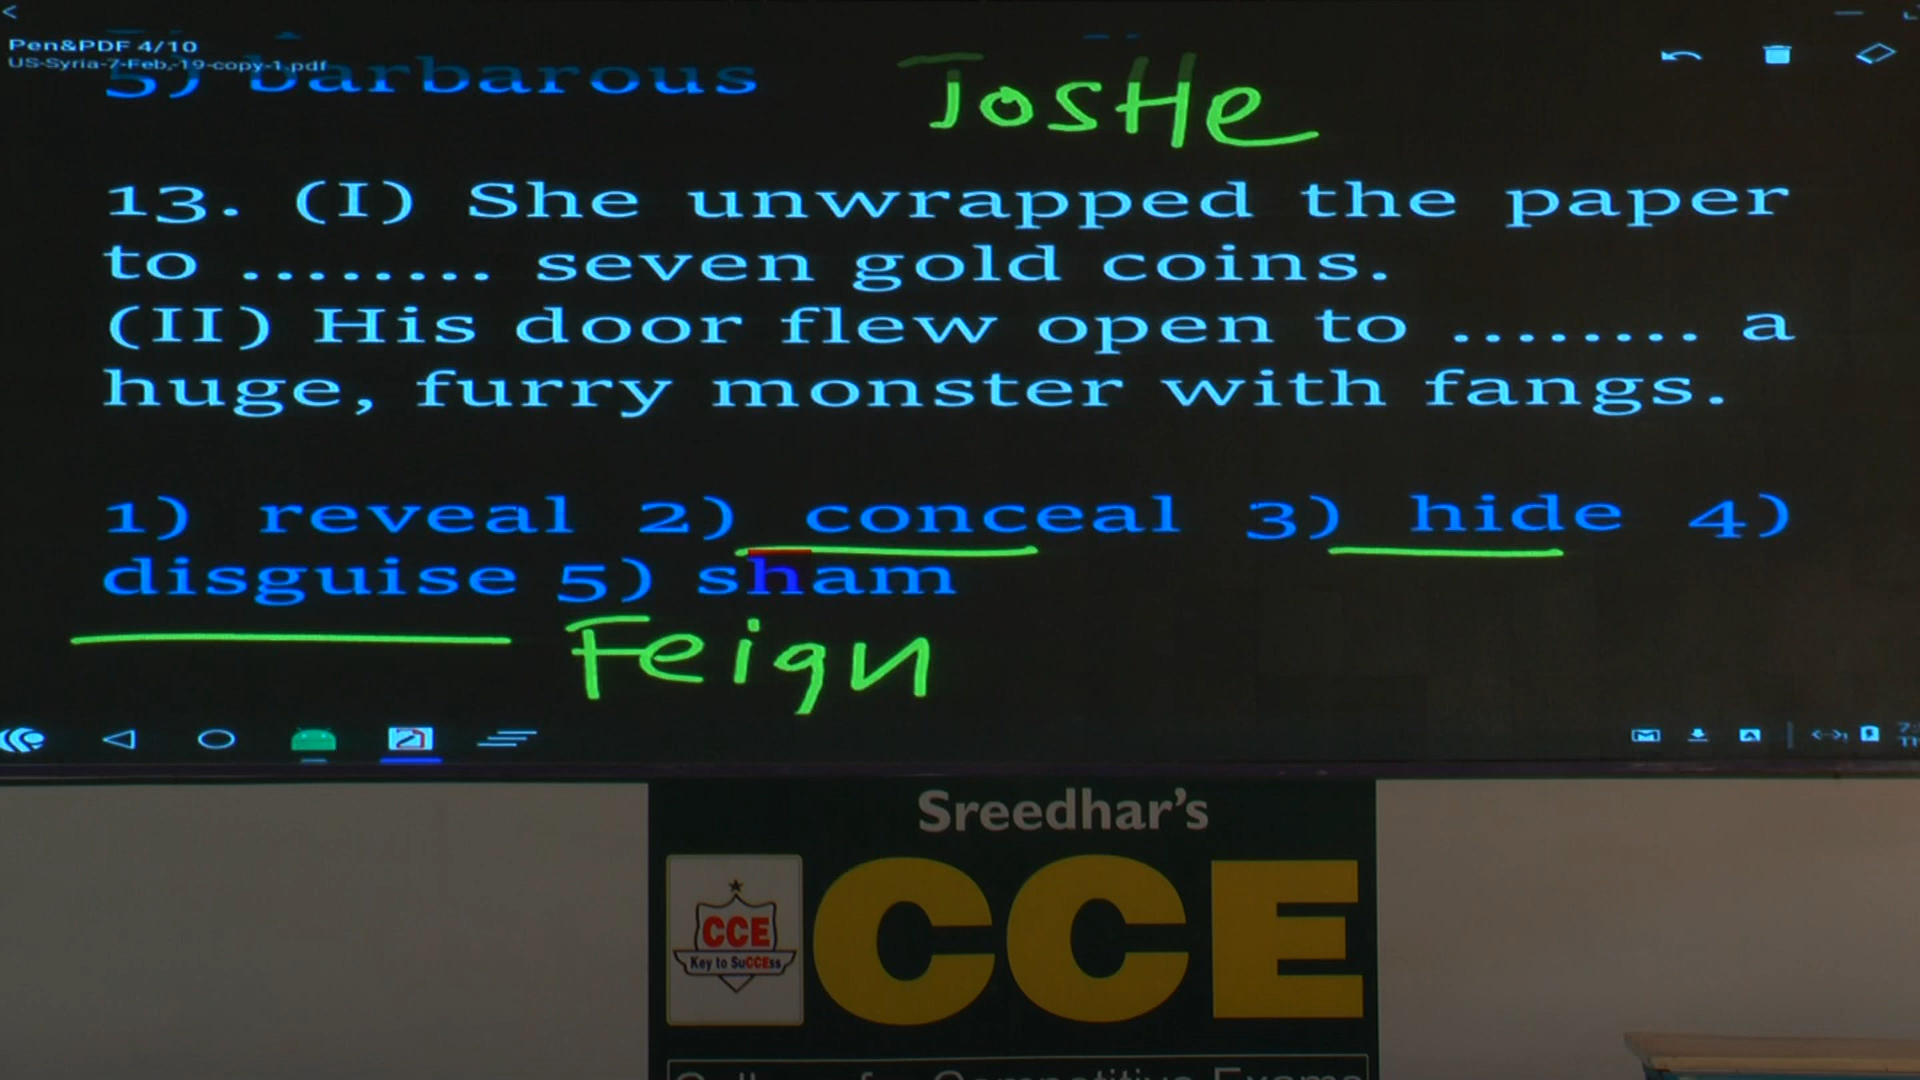 Pen&PDF 4/10
US-Syria-7-Feb,-19-copy-1.pdf
5) barbarous
JosHe
13. (I) She unwrapped the paper
to ........ seven gold coins.
(II) His door flew open to ........ a
huge, furry monster with fangs.
1) reveal 2) conceal 3) hide 4)
disguise 5) sham
Feign
Sreedhar's
CCE
Key to SuCCEss
CCE